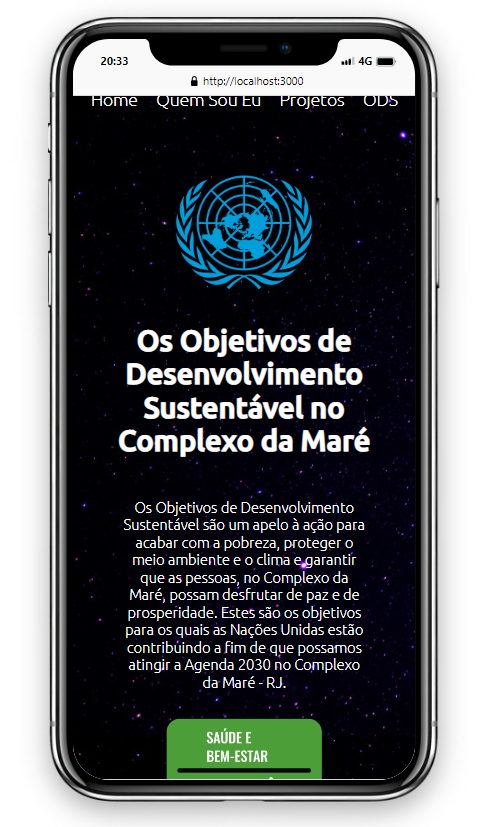 20:33
4G
http://localhost:3000
Home Quem Sou Eu Projetos ODS
Os Objetivos de
Desenvolvimento
Sustentável no
Complexo da Maré
Os Objetivos de Desenvolvimento
Sustentável são um apelo à ação para
acabar com a pobreza, proteger o
meio ambiente e o clima e garantir
que as pessoas, no Complexo da
Maré, possam desfrutar de paz e de
prosperidade. Estes são os objetivos
para os quais as Nações Unidas estão
contribuindo a fim de que possamos
atingir a Agenda 2030 no Complexo
da Maré - RJ.
SAÚDE E
BEM-ESTAR